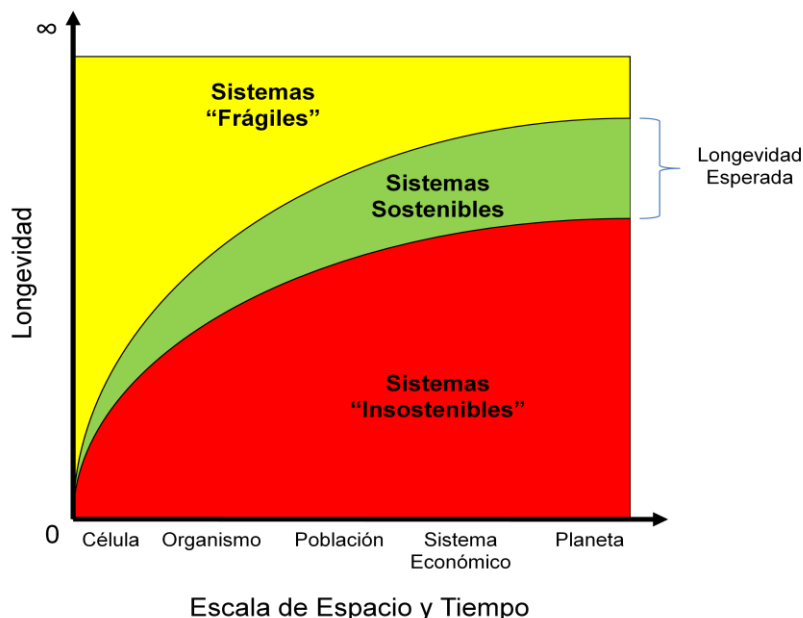 ∞
Sistemas
“Frágiles”
Longevidad
Esperada
Sistemas
Sostenibles
Longevidad
Sistemas
“Insostenibles”
0
Célula
Organismo
Población
Sistema
Económico
Planeta
Escala de Espacio y Tiempo